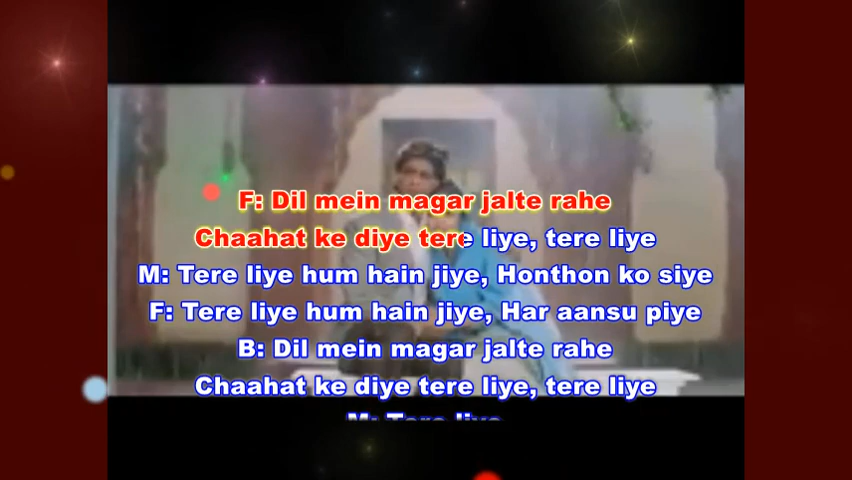 F: Dil mein magar jalte rahe
Chaahat ke diye tere liye, tere liye
M: Tere liye hum hain jiye, Honthon ko siye
F: Tere liye hum hain jiye, Har aansu piye
B: Dil mein magar jalte rahe
Chaahat ke diye tere liye, tere liye
M: Tere liye